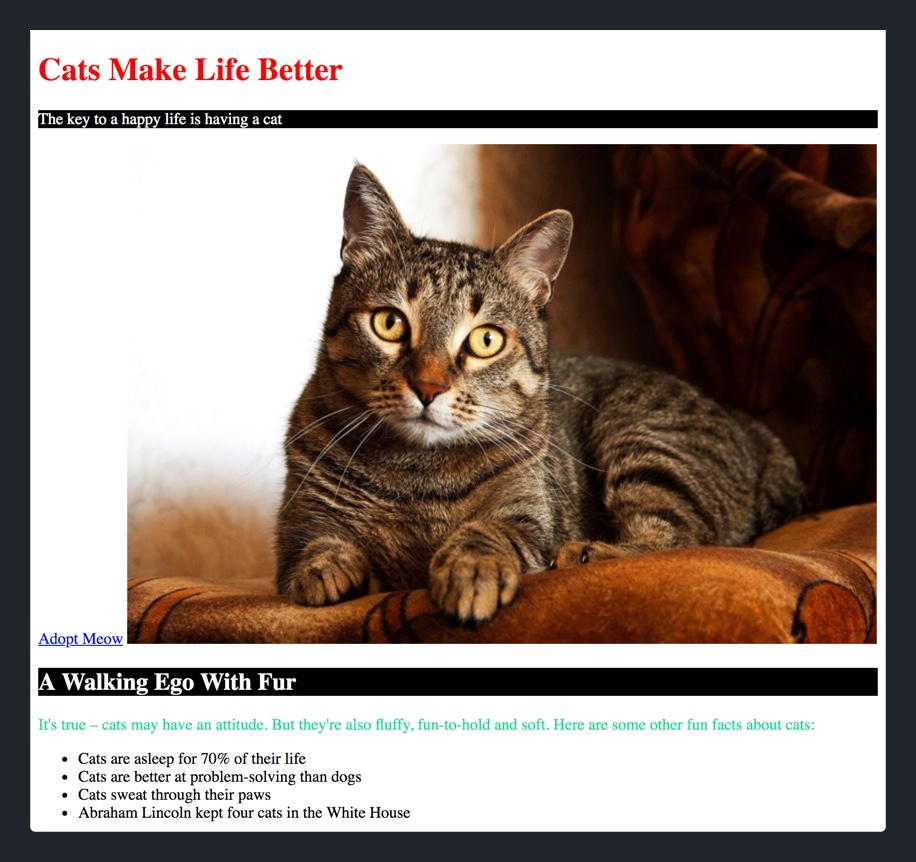 Cats Make Life Better
The key to a happy life is having a cat
Adopt Meow
A Walking Ego With Fur
It's true – cats may have an attitude. But they're also fluffy, fun-to-hold and soft. Here are some other fun facts about cats:
• Cats are asleep for 70% of their life
• Cats are better at problem-solving than dogs
• Cats sweat through their paws
• Abraham Lincoln kept four cats in the White House